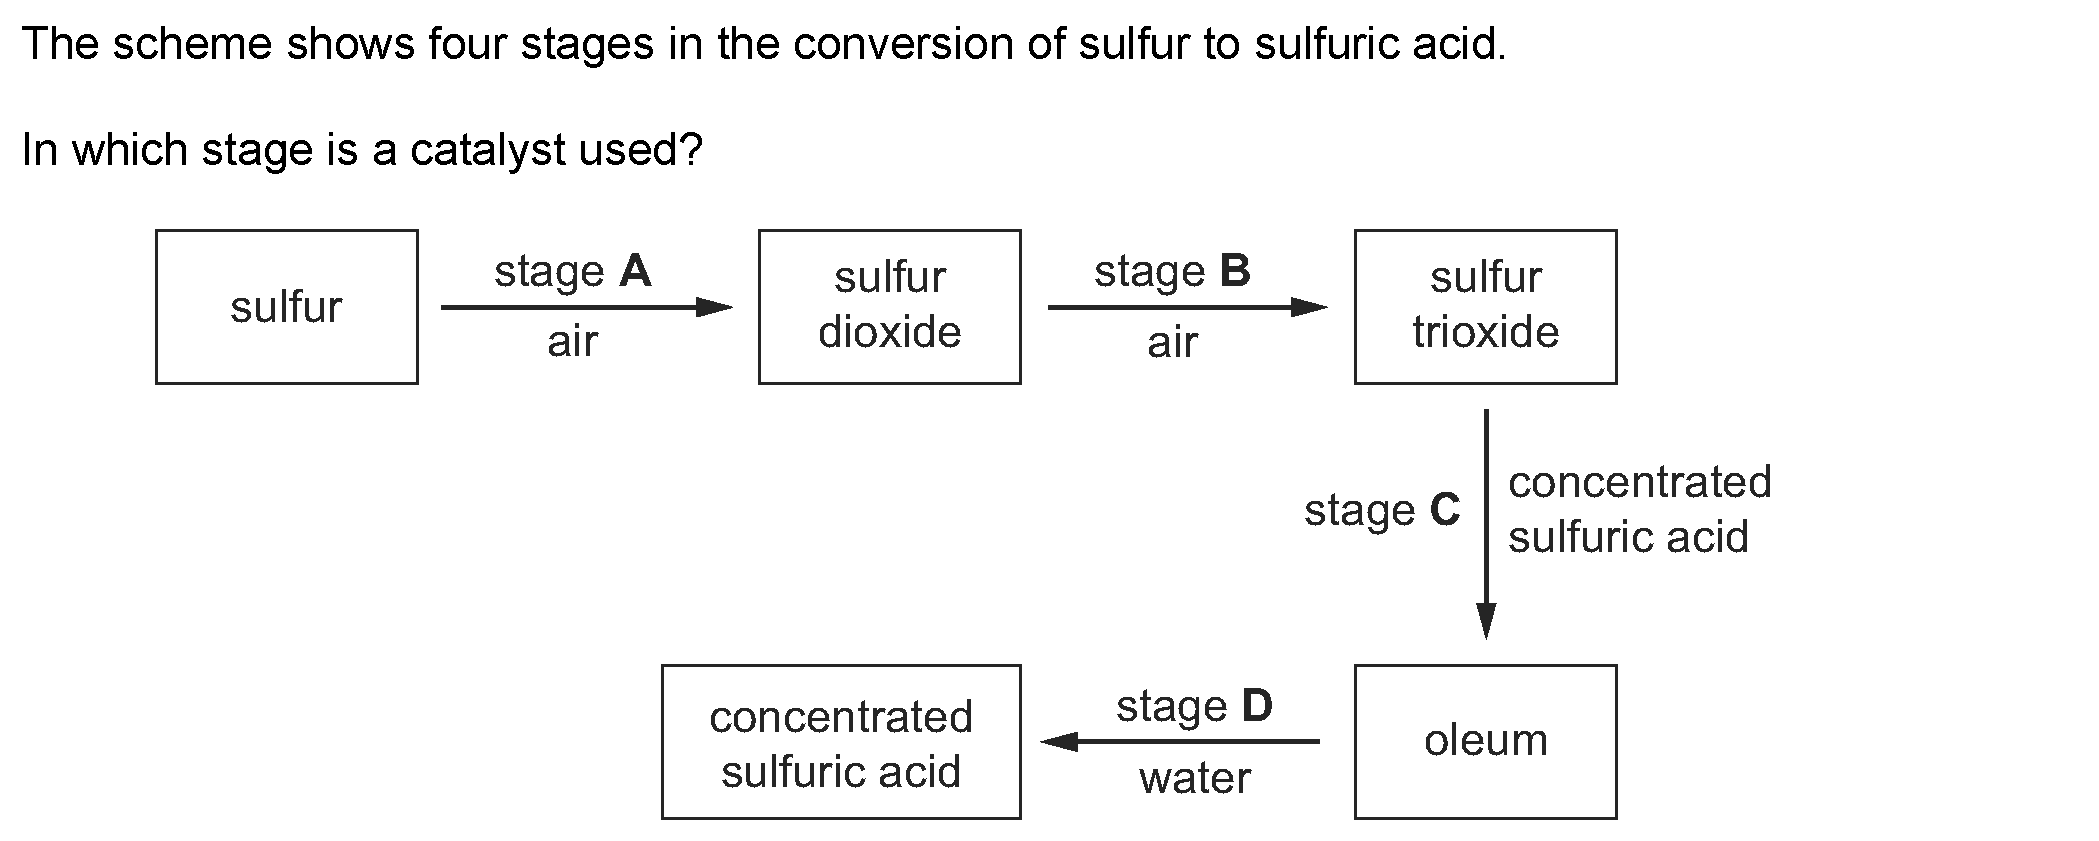 The scheme shows four stages in the conversion of sulfur to sulfuric acid.
In which stage is a catalyst used?
sulfur
stage A
air
sulfur
dioxide
stage B
air
sulfur
trioxide
stage C
concentrated
sulfuric acid
concentrated
sulfuric acid
stage D
water
oleum